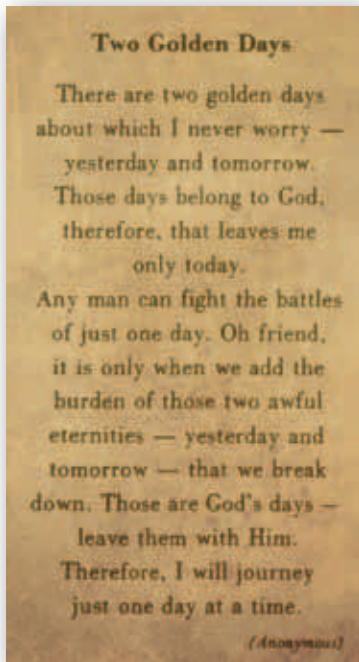 Two Golden Days
There are two golden days
about which I never worry —
yesterday and tomorrow.
Those days belong to God,
therefore, that leaves me
only today.
Any man can fight the battles
of just one day. Oh friend,
it is only when we add the
burden of those two awful
eternities — yesterday and
tomorrow — that we break
down. Those are God's days —
leave them with Him.
Therefore, I will journey
just one day at a time.
(Anonymous)